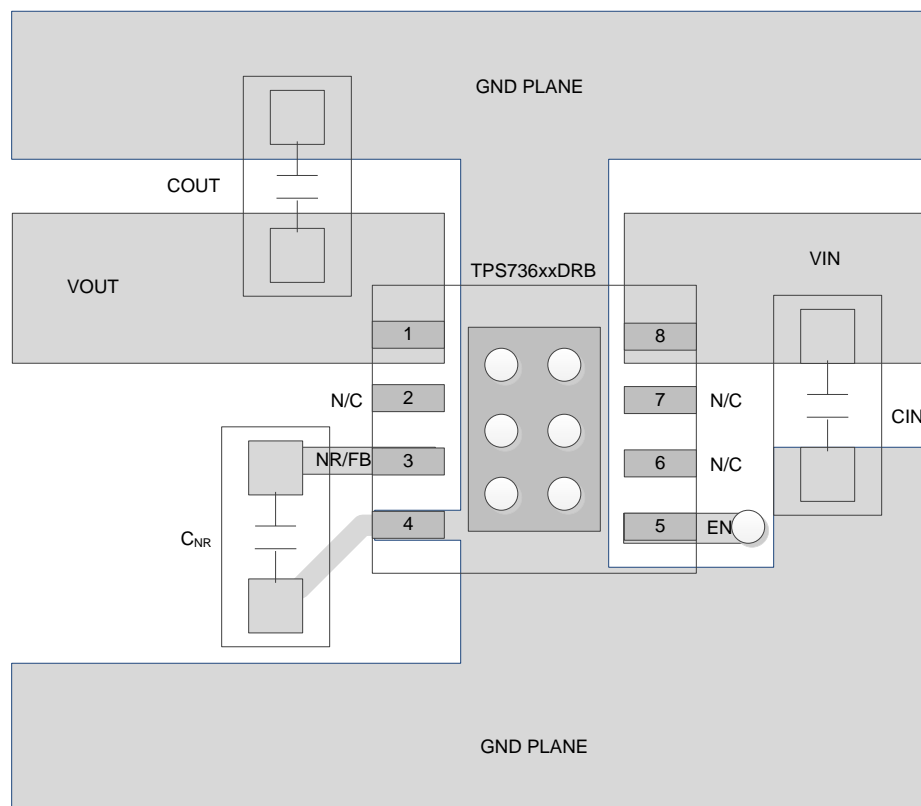 GND PLANE
COUT
TPS736xxDRB
VIN
VOUT
1
8
N/C
2
7
N/C
CIN
NR/FB
3
6
N/C
4
5
EN
CNR
GND PLANE